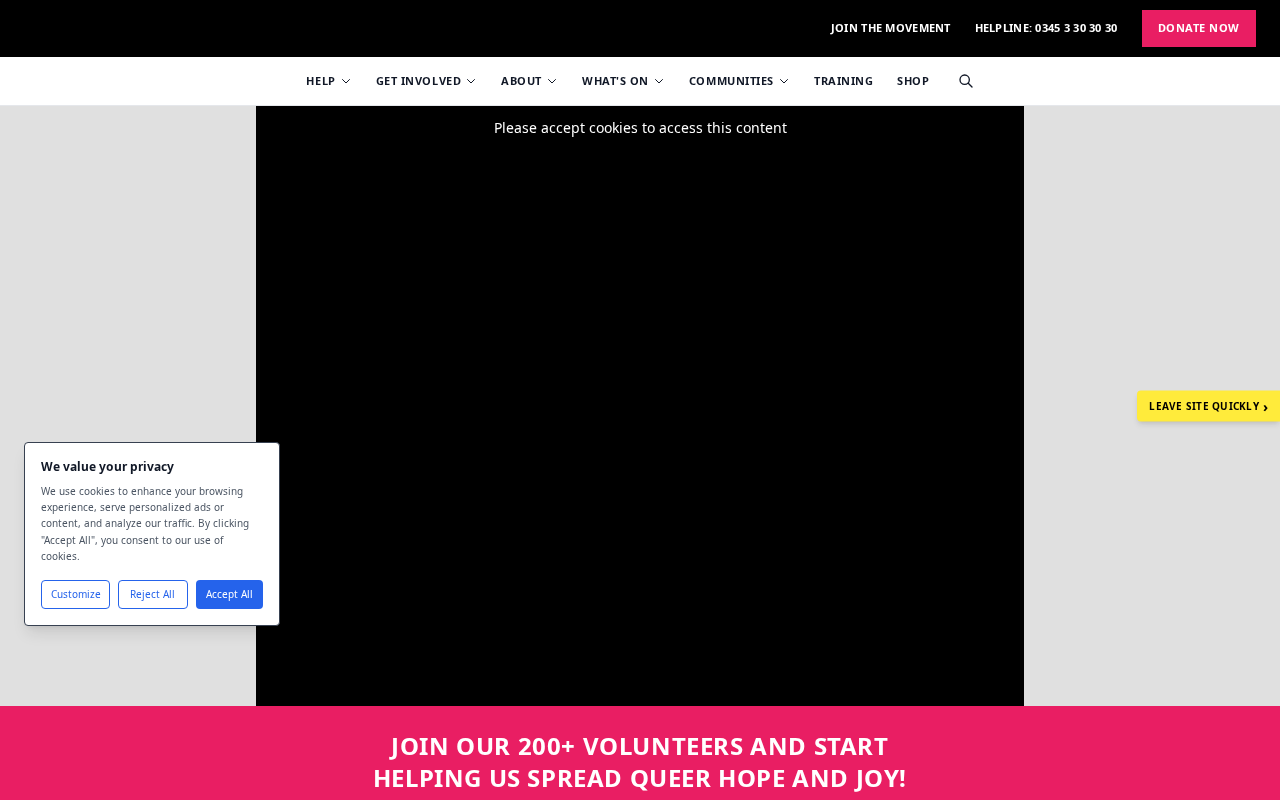 JOIN THE MOVEMENT
HELPLINE: 0345 3 30 30 30
DONATE NOW
HELP
GET INVOLVED
ABOUT
WHAT'S ON
COMMUNITIES
TRAINING
SHOP
Please accept cookies to access this content
LEAVE SITE QUICKLY ›
We value your privacy
We use cookies to enhance your browsing
experience, serve personalized ads or
content, and analyze our traffic. By clicking
"Accept All", you consent to our use of
cookies.
Customize
Reject All
Accept All
JOIN OUR 200+ VOLUNTEERS AND START
HELPING US SPREAD QUEER HOPE AND JOY!